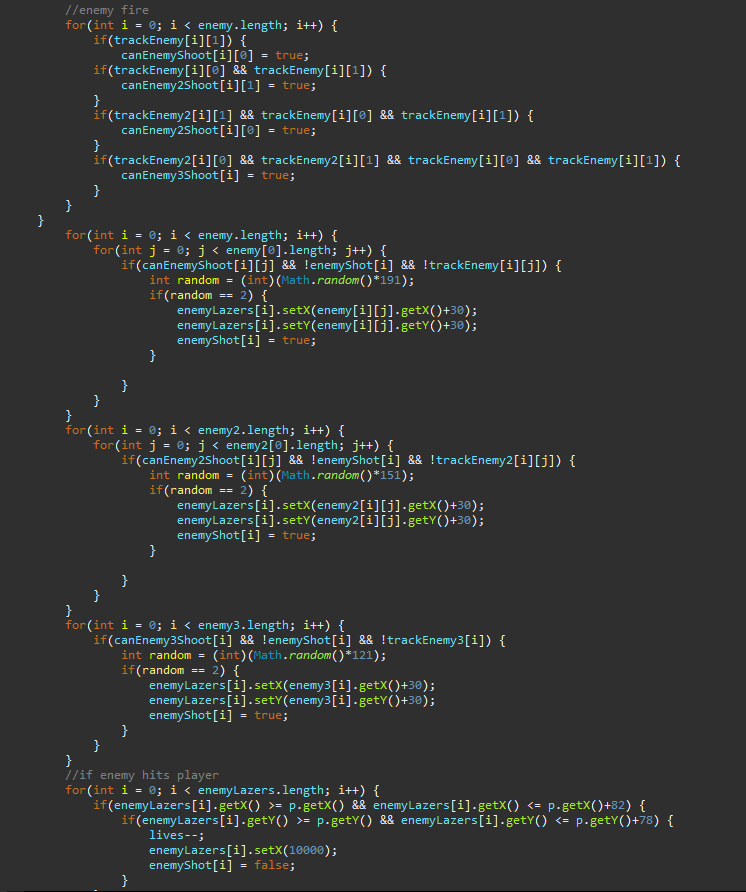 //enemy fire
for(int i = 0; i < enemy.length; i++) {
if(trackEnemy[i][1]) {
canEnemyShoot[i][0] = true;
if(trackEnemy[i][0] && trackEnemy[i][1]) {
canEnemy2Shoot[i][1] = true;
}
if(trackEnemy2[i][1] && trackEnemy[i][0] && trackEnemy[i][1]) {
canEnemy2Shoot[i][0] = true;
}
if(trackEnemy2[i][0] && trackEnemy2[i][1] && trackEnemy[i][0] && trackEnemy[i][1]) {
canEnemy3Shoot[i] = true;
}
}
}
for(int i = 0; i < enemy.length; i++) {
for(int j = 0; j < enemy[0].length; j++) {
if(canEnemyShoot[i][j] && !enemyShot[i] && !trackEnemy[i][j]) {
int random = (int)(Math.random()*191);
if(random == 2) {
enemyLazers[i].setX(enemy[i][j].getX()+30);
enemyLazers[i].setY(enemy[i][j].getY()+30);
enemyShot[i] = true;
}
}
}
}
for(int i = 0; i < enemy2.length; i++) {
for(int j = 0; j < enemy2[0].length; j++) {
if(canEnemy2Shoot[i][j] && !enemyShot[i] && !trackEnemy2[i][j]) {
int random = (int)(Math.random()*151);
if(random == 2) {
enemyLazers[i].setX(enemy2[i][j].getX()+30);
enemyLazers[i].setY(enemy2[i][j].getY()+30);
enemyShot[i] = true;
}
}
}
}
for(int i = 0; i < enemy3.length; i++) {
if(canEnemy3Shoot[i] && !enemyShot[i] && !trackEnemy3[i]) {
int random = (int)(Math.random()*121);
if(random == 2) {
enemyLazers[i].setX(enemy3[i].getX()+30);
enemyLazers[i].setY(enemy3[i].getY()+30);
enemyShot[i] = true;
}
}
}
//if enemy hits player
for(int i = 0; i < enemyLazers.length; i++) {
if(enemyLazers[i].getX() >= p.getX() && enemyLazers[i].getX() <= p.getX()+82) {
if(enemyLazers[i].getY() >= p.getY() && enemyLazers[i].getY() <= p.getY()+78) {
lives--;
enemyLazers[i].setX(10000);
enemyShot[i] = false;
}